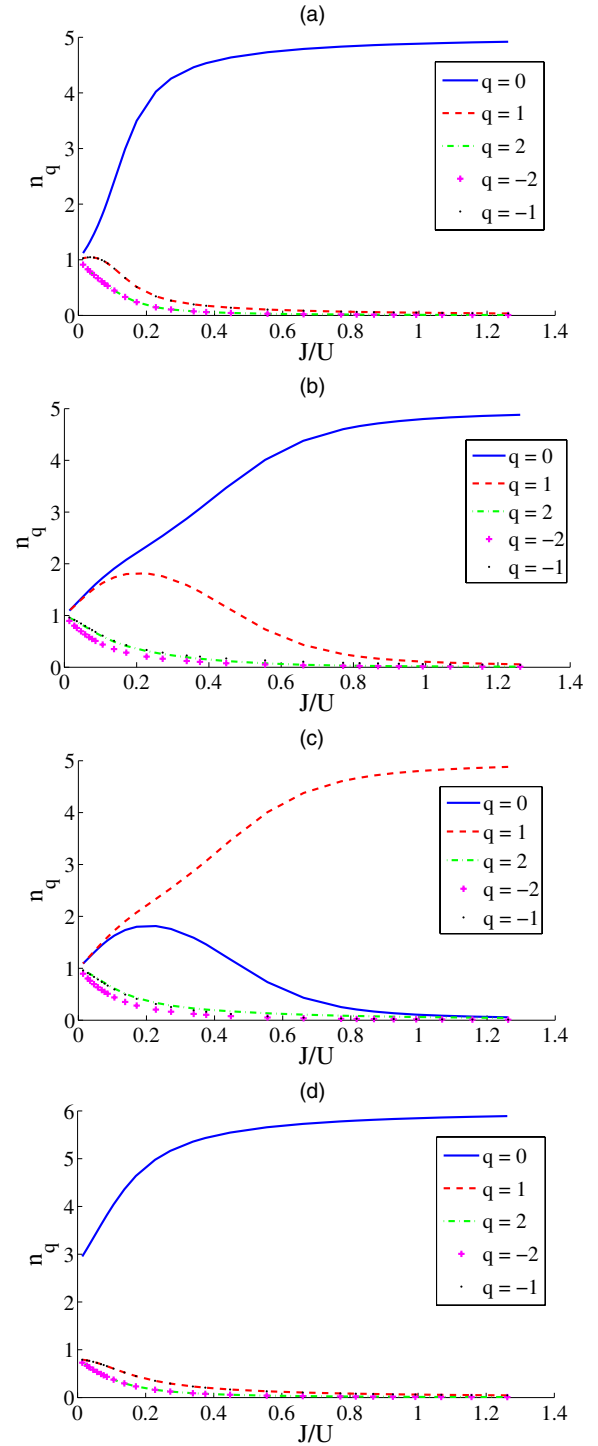 (a)
5
4
3
2
1
0
n_q
0 0.2 0.4 0.6 0.8 1 1.2 1.4
J/U
q = 0
q = 1
q = 2
q = −2
q = −1
(b)
5
4
3
2
1
0
n_q
0 0.2 0.4 0.6 0.8 1 1.2 1.4
J/U
q = 0
q = 1
q = 2
q = −2
q = −1
(c)
5
4
3
2
1
0
n_q
0 0.2 0.4 0.6 0.8 1 1.2 1.4
J/U
q = 0
q = 1
q = 2
q = −2
q = −1
(d)
6
5
4
3
2
1
0
n_q
0 0.2 0.4 0.6 0.8 1 1.2 1.4
J/U
q = 0
q = 1
q = 2
q = −2
q = −1